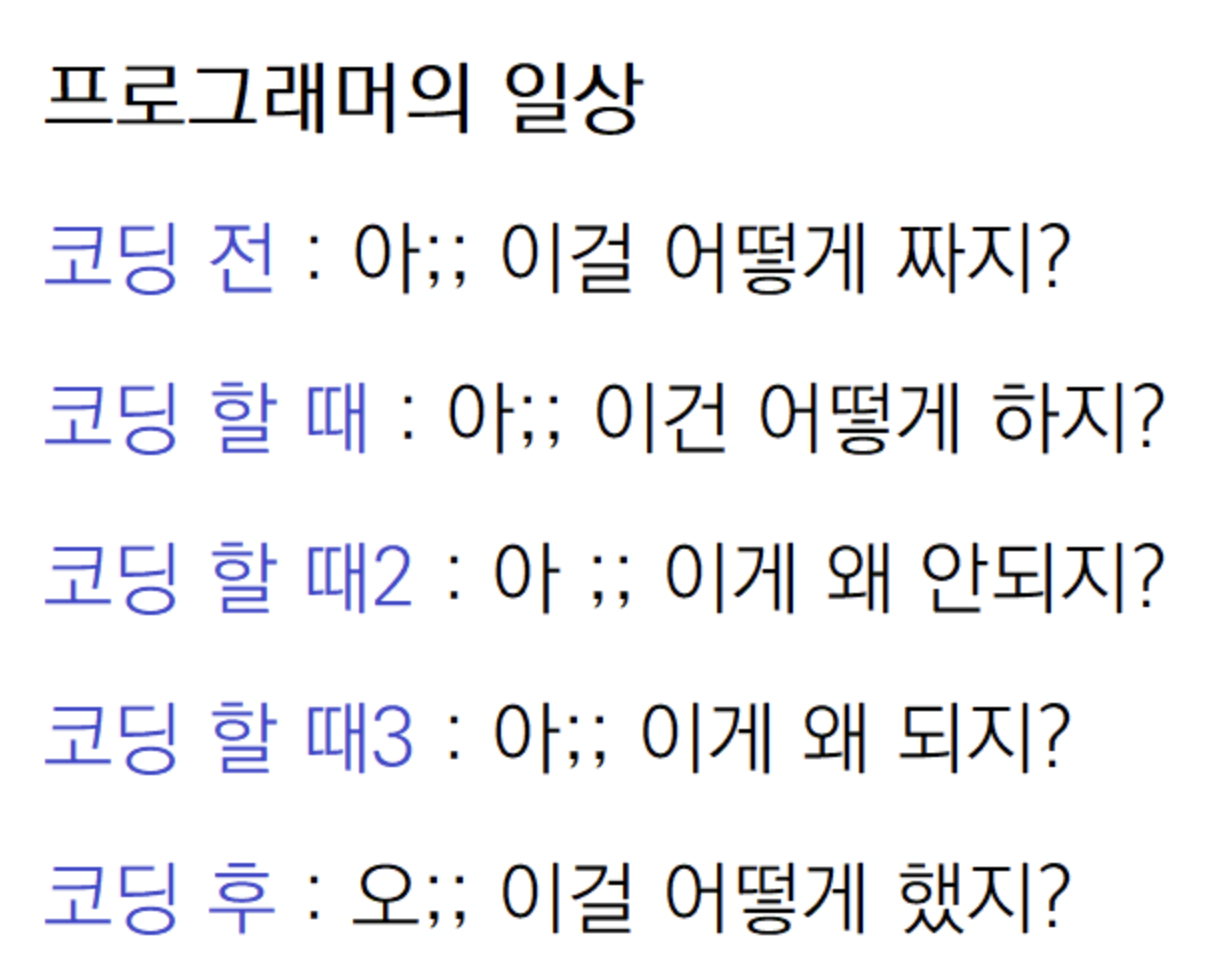 프로그래머의 일상
코딩 전 : 아;; 이걸 어떻게 짜지?
코딩 할 때 : 아;; 이건 어떻게 하지?
코딩 할 때2 : 아 ;; 이게 왜 안되지?
코딩 할 때3 : 아;; 이게 왜 되지?
코딩 후 : 오;; 이걸 어떻게 했지?